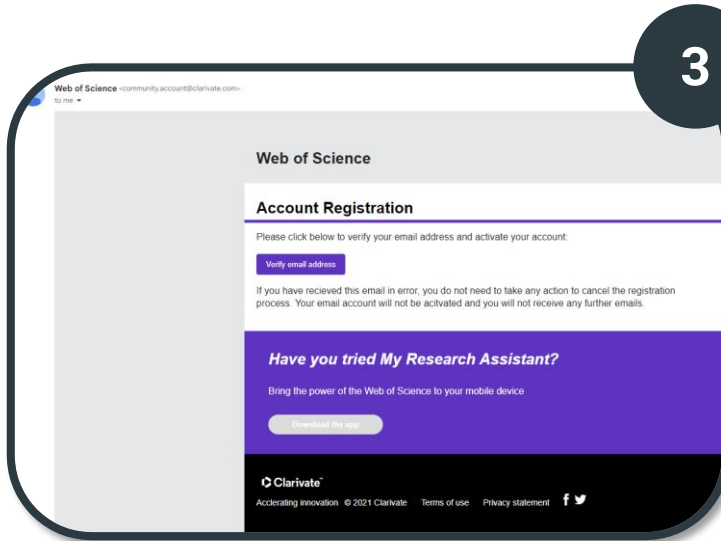 3
Web of Science <community.account@clarivate.com>
to me
Web of Science
Account Registration
Please click below to verify your email address and activate your account:
Verify email address
If you have recieved this email in error, you do not need to take any action to cancel the registration
process. Your email account will not be acitvated and you will not receive any further emails.
Have you tried My Research Assistant?
Bring the power of the Web of Science to your mobile device
Download the app
Clarivate™
Acclerating innovation © 2021 Clarivate Terms of use Privacy statement